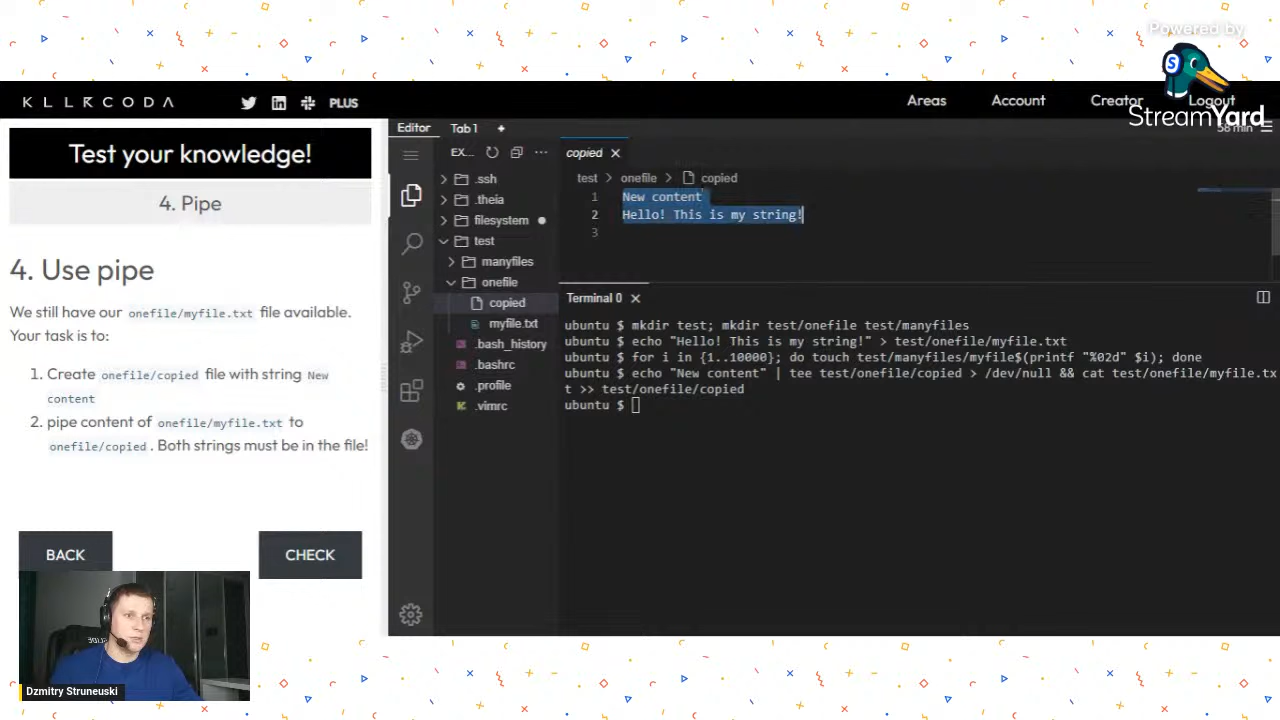 Powered by
StreamYard
KLLRCODA
PLUS
Areas
Account
Creator
Logout
58 min
Test your knowledge!
4. Pipe
4. Use pipe
We still have our onefile/myfile.txt file available.
Your task is to:
1. Create onefile/copied file with string New
content
2. pipe content of onefile/myfile.txt to
onefile/copied. Both strings must be in the file!
BACK
CHECK
SLIDE
Dzmitry Struneuski
Editor
Tab 1 +
EX...
.ssh
.theia
filesystem
test
manyfiles
onefile
copied
myfile.txt
.bash_history
.bashrc
.profile
.vimrc
copied
test > onefile > copied
1 New content
2 Hello! This is my string!
3
Terminal 0
ubuntu $ mkdir test; mkdir test/onefile test/manyfiles
ubuntu $ echo "Hello! This is my string!" > test/onefile/myfile.txt
ubuntu $ for i in {1..10000}; do touch test/manyfiles/myfile$(printf "%02d" $i); done
ubuntu $ echo "New content" | tee test/onefile/copied > /dev/null && cat test/onefile/myfile.tx
t >> test/onefile/copied
ubuntu $